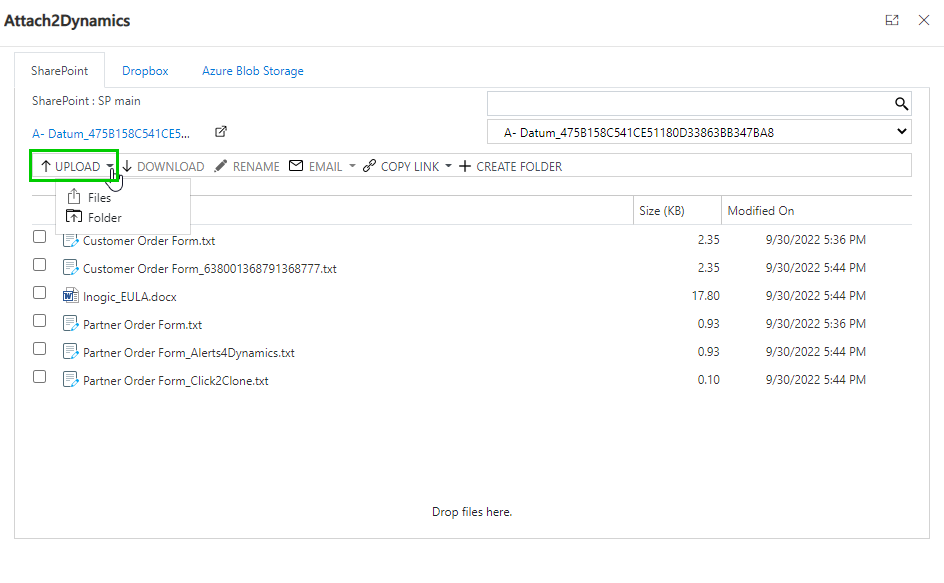 Attach2Dynamics
SharePoint Dropbox Azure Blob Storage
SharePoint : SP main
A- Datum_475B158C541CE5...
A- Datum_475B158C541CE51180D33863BB347BA8
UPLOAD DOWNLOAD RENAME EMAIL COPY LINK CREATE FOLDER
Files
Folder
Size (KB) Modified On
Customer Order Form.txt 2.35 9/30/2022 5:36 PM
Customer Order Form_638001368791368777.txt 2.35 9/30/2022 5:44 PM
Inogic_EULA.docx 17.80 9/30/2022 5:44 PM
Partner Order Form.txt 0.93 9/30/2022 5:36 PM
Partner Order Form_Alerts4Dynamics.txt 0.93 9/30/2022 5:44 PM
Partner Order Form_Click2Clone.txt 0.10 9/30/2022 5:44 PM
Drop files here.